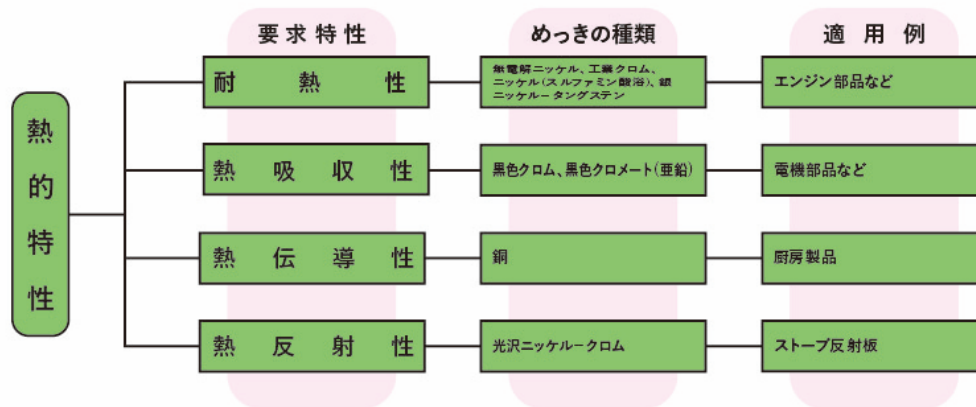 要求特性
めっきの種類
適用例
熱的特性
耐熱性
無電解ニッケル、工業クロム、
ニッケル(スルファミン酸浴)、銀
ニッケルータングステン
エンジン部品など
熱吸収性
黒色クロム、黒色クロメート(亜鉛)
電機部品など
熱伝導性
銅
厨房製品
熱反射性
光沢ニッケルークロム
ストーブ反射板